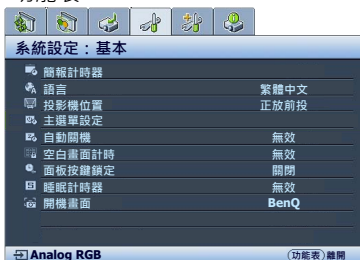 系統設定：基本
簡報計時器
語言 繁體中文
投影機位置 正放前投
主選單設定
自動關機 無效
空白畫面計時 無效
面板按鍵鎖定 關閉
睡眠計時器 無效
開機畫面 BenQ
Analog RGB (功能表)離開